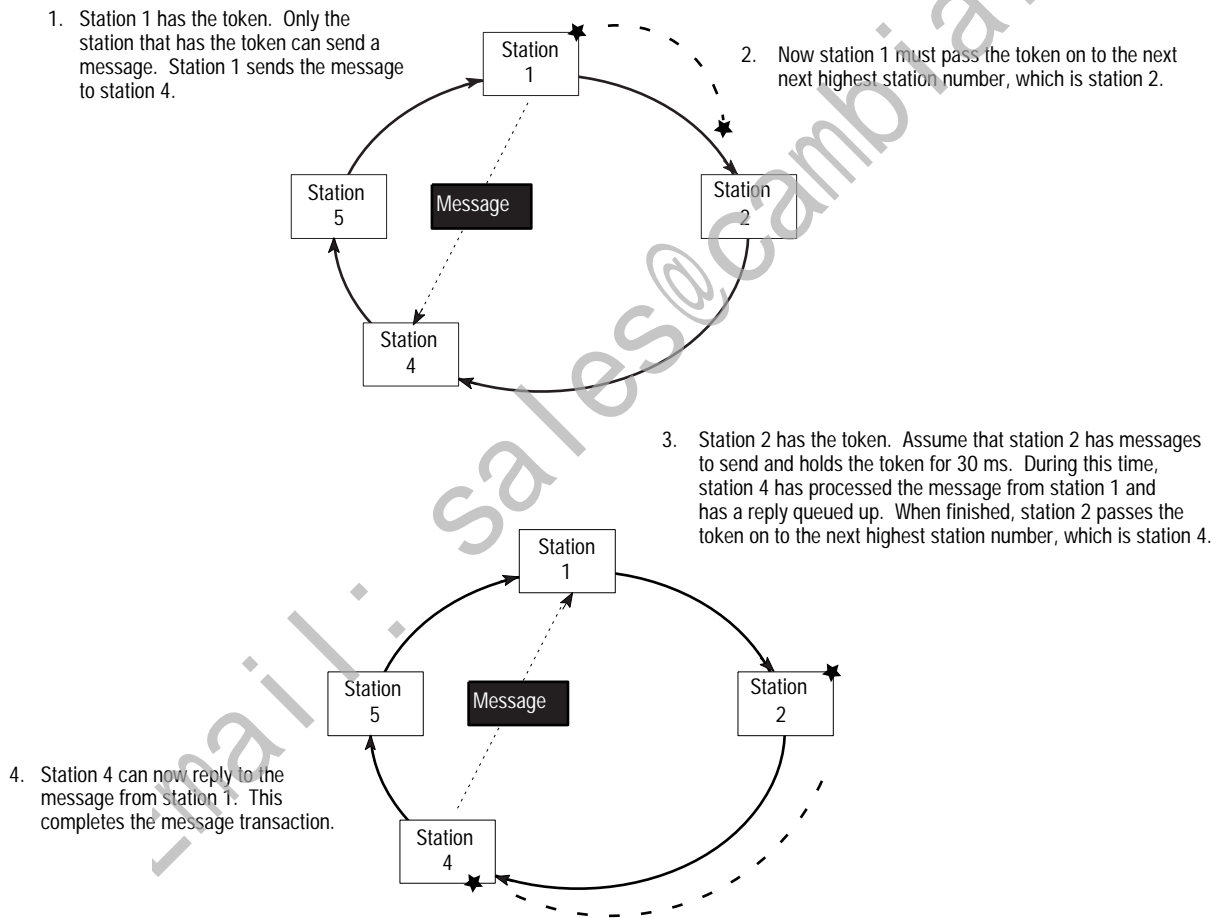 1. Station 1 has the token. Only the
station that has the token can send a
message. Station 1 sends the message
to station 4.
Station
1
2. Now station 1 must pass the token on to the next
next highest station number, which is station 2.
Station
5
Message
Station
2
Station
4
3. Station 2 has the token. Assume that station 2 has messages
to send and holds the token for 30 ms. During this time,
station 4 has processed the message from station 1 and
has a reply queued up. When finished, station 2 passes the
token on to the next highest station number, which is station 4.
Station
1
Station
5
Message
Station
2
4. Station 4 can now reply to the
message from station 1. This
completes the message transaction.
Station
4
mail: sales@cambia